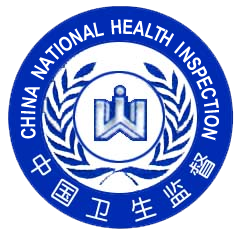 CHINA NATIONAL HEALTH INSPECTION
中国卫生监督